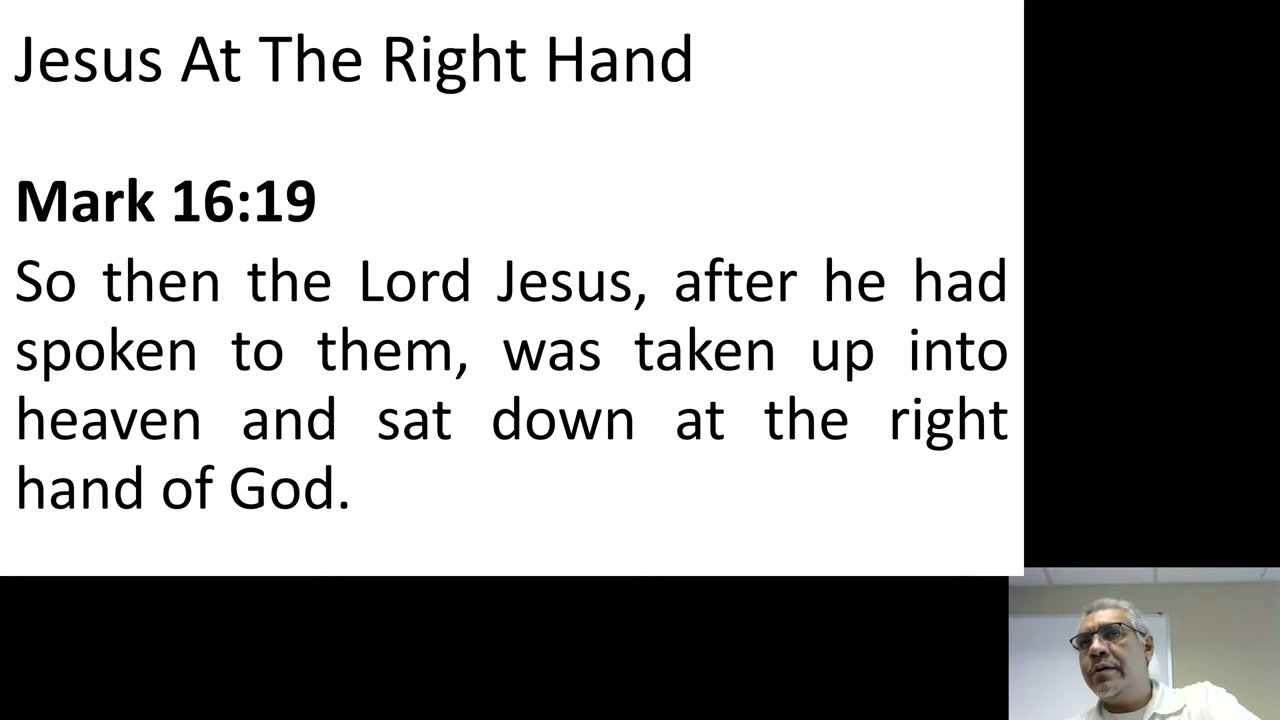 Jesus At The Right Hand
Mark 16:19
So then the Lord Jesus, after he had
spoken to them, was taken up into
heaven and sat down at the right
hand of God.